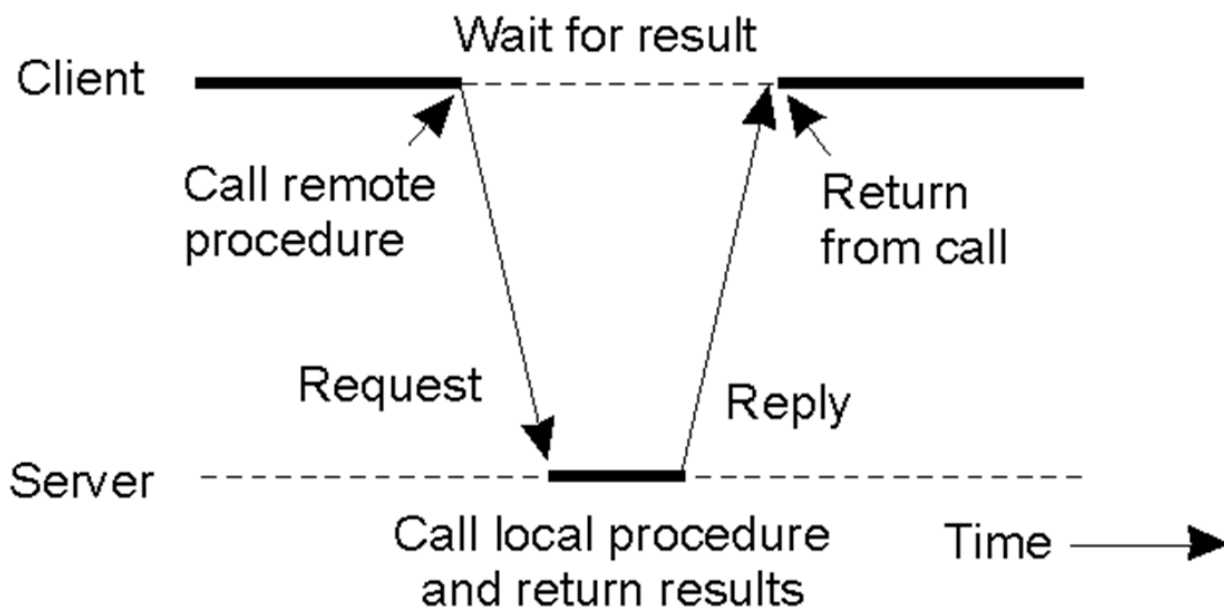 Wait for result
Client
Call remote
procedure
Return
from call
Request
Reply
Server
Call local procedure
and return results
Time